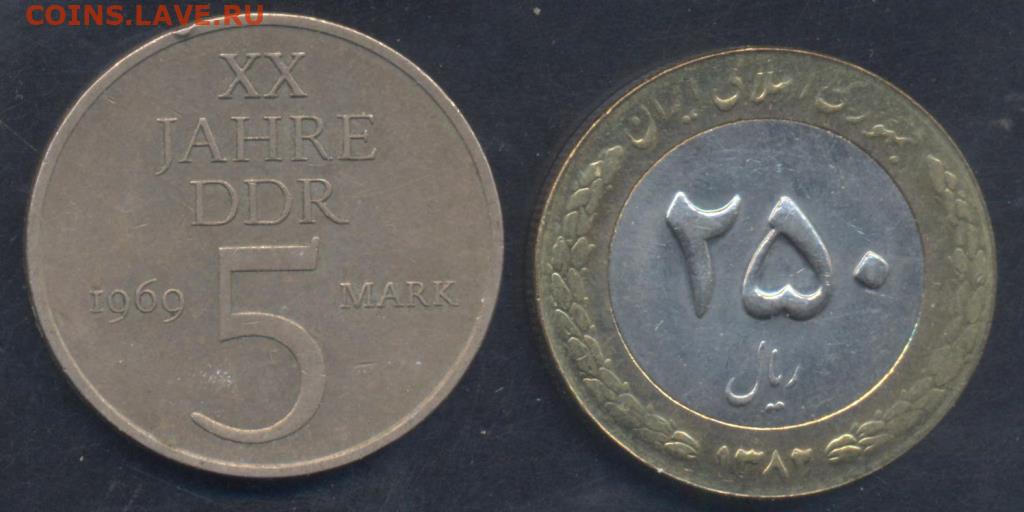 COINS.LAVE.RU
XX
JAHRE
DDR
1969
5
MARK
جمهوری اسلامی ایران
۲۵۰
ریال
۱۳۸۲